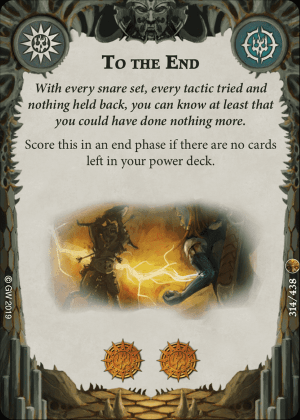 To the End
With every snare set, every tactic tried and
nothing held back, you can know at least that
you could have done nothing more.
Score this in an end phase if there are no cards
left in your power deck.
© GW 2019
314/438